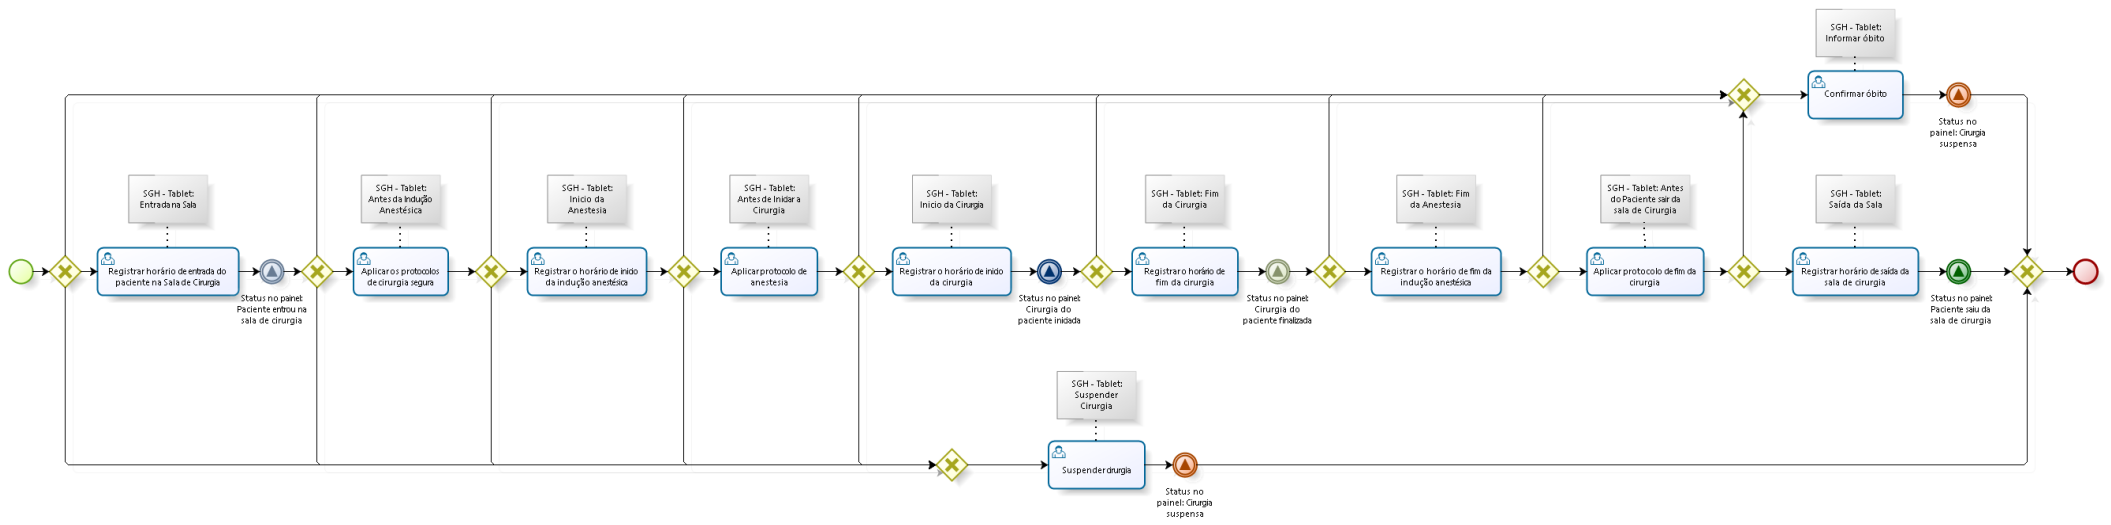 SGH - Tablet:
Informar óbito
Confirmar óbito
Status no
painel: Cirurgia
suspensa
SGH - Tablet:
Entrada na Sala
SGH - Tablet:
Antes da Indução
Anestésica
SGH - Tablet:
Inicio da
Anestesia
SGH - Tablet:
Antes de Iniciar a
Cirurgia
SGH - Tablet:
Inicio da Cirurgia
SGH - Tablet: Fim
da Cirurgia
SGH - Tablet: Fim
da Anestesia
SGH - Tablet: Antes
do Paciente sair da
sala de Cirurgia
SGH - Tablet:
Saída da Sala
Registrar horário de entrada do
paciente na Sala de Cirurgia
Status no painel:
Paciente entrou na
sala de cirurgia
Aplicar os protocolos
de cirurgia segura
Registrar o horário de inicio
da indução anestésica
Aplicar protocolo de
anestesia
Registrar o horário de inicio
da cirurgia
Status no painel:
Cirurgia do
paciente iniciada
Registrar o horário de
fim da cirurgia
Status no painel:
Cirurgia do
paciente finalizada
Registrar o horário de fim da
indução anestésica
Aplicar protocolo de fim da
cirurgia
Registrar horário de saída da
sala de cirurgia
Status no painel:
Paciente saiu da
sala de cirurgia
SGH - Tablet:
Suspender
Cirurgia
Suspender cirurgia
Status no
painel: Cirurgia
suspensa